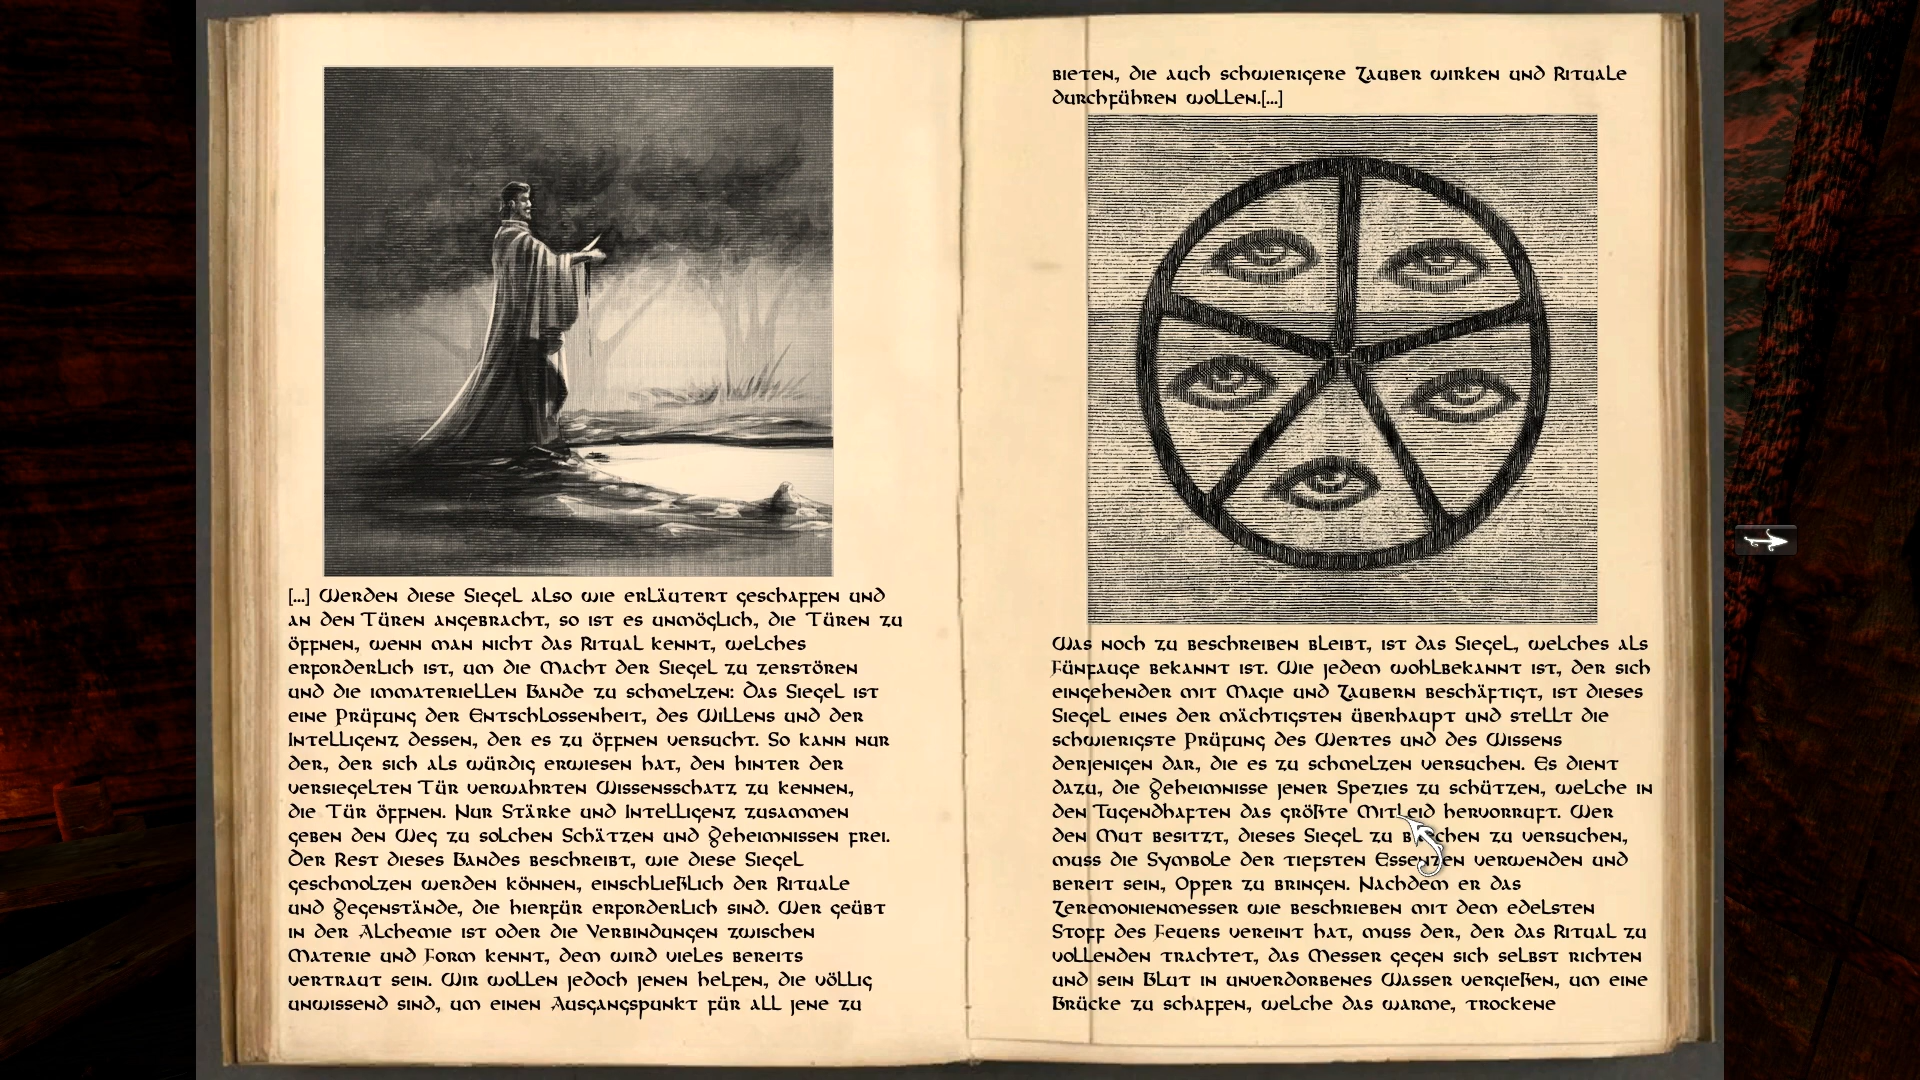 [...] Werden diese Siegel also wie erläutert geschaffen und
an den Türen angebracht, so ist es unmöglich, die Türen zu
öffnen, wenn man nicht das Ritual kennt, welches
erforderlich ist, um die Macht der Siegel zu zerstören
und die immateriellen Bande zu schmelzen: Das Siegel ist
eine Prüfung der Entschlossenheit, des Willens und der
Intelligenz dessen, der es zu öffnen versucht. So kann nur
der, der sich als würdig erwiesen hat, den hinter der
versiegelten Tür verwahrten Wissensschatz zu kennen,
die Tür öffnen. Nur Stärke und Intelligenz zusammen
geben den Weg zu solchen Schätzen und Geheimnissen frei.
Der Rest dieses Bandes beschreibt, wie diese Siegel
geschmolzen werden können, einschließlich der Rituale
und Gegenstände, die hierfür erforderlich sind. Wer geübt
in der Alchemie ist oder die Verbindungen zwischen
Materie und Form kennt, dem wird vieles bereits
vertraut sein. Wir wollen jedoch jenen helfen, die völlig
unwissend sind, um einen Ausgangspunkt für all jene zu
bieten, die auch schwierigere Zauber wirken und Rituale
durchführen wollen.[...]
Was noch zu beschreiben bleibt, ist das Siegel, welches als
Fünfauge bekannt ist. Wie jedem wohlbekannt ist, der sich
eingehender mit Magie und Zaubern beschäftigt, ist dieses
Siegel eines der mächtigsten überhaupt und stellt die
schwierigste Prüfung des Wertes und des Wissens
derjenigen dar, die es zu schmelzen versuchen. Es dient
dazu, die Geheimnisse jener Spezies zu schützen, welche in
den Tugendhaften das größte Mitleid hervorruft. Wer
den Mut besitzt, dieses Siegel zu brechen zu versuchen,
muss die Symbole der tiefsten Essenzen verwenden und
bereit sein, Opfer zu bringen. Nachdem er das
Zeremonienmesser wie beschrieben mit dem edelsten
Stoff des Feuers vereint hat, muss der, der das Ritual zu
vollenden trachtet, das Messer gegen sich selbst richten
und sein Blut in unverdorbenes Wasser vergießen, um eine
Brücke zu schaffen, welche das warme, trockene